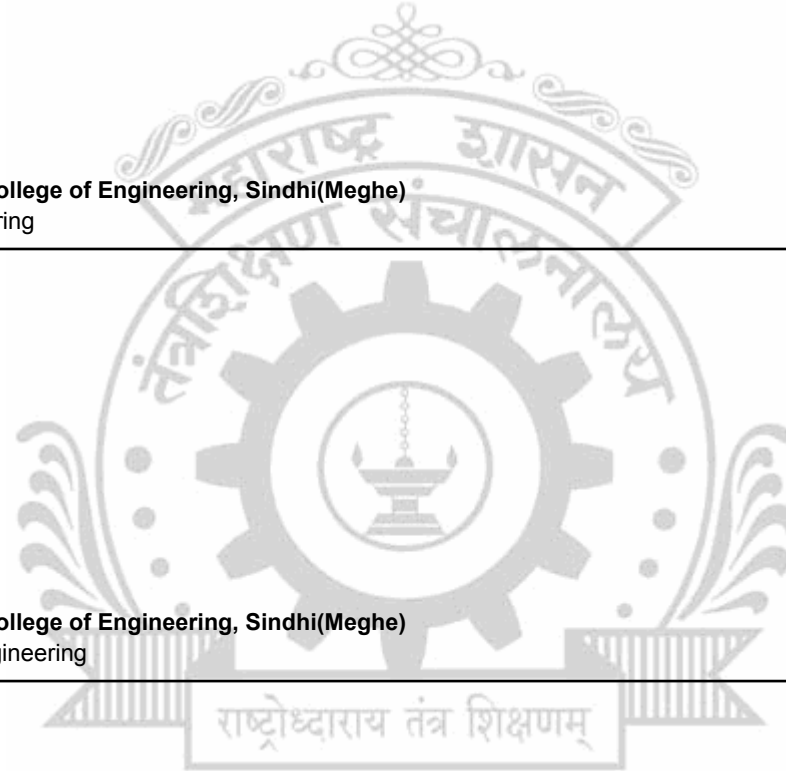 महाराष्ट्र शासन
ollege of Engineering, Sindhi(Meghe)
ring
तंत्रशिक्षण संचालनालय
ollege of Engineering, Sindhi(Meghe)
gineering
राष्ट्रोध्दाराय तंत्र शिक्षणम्